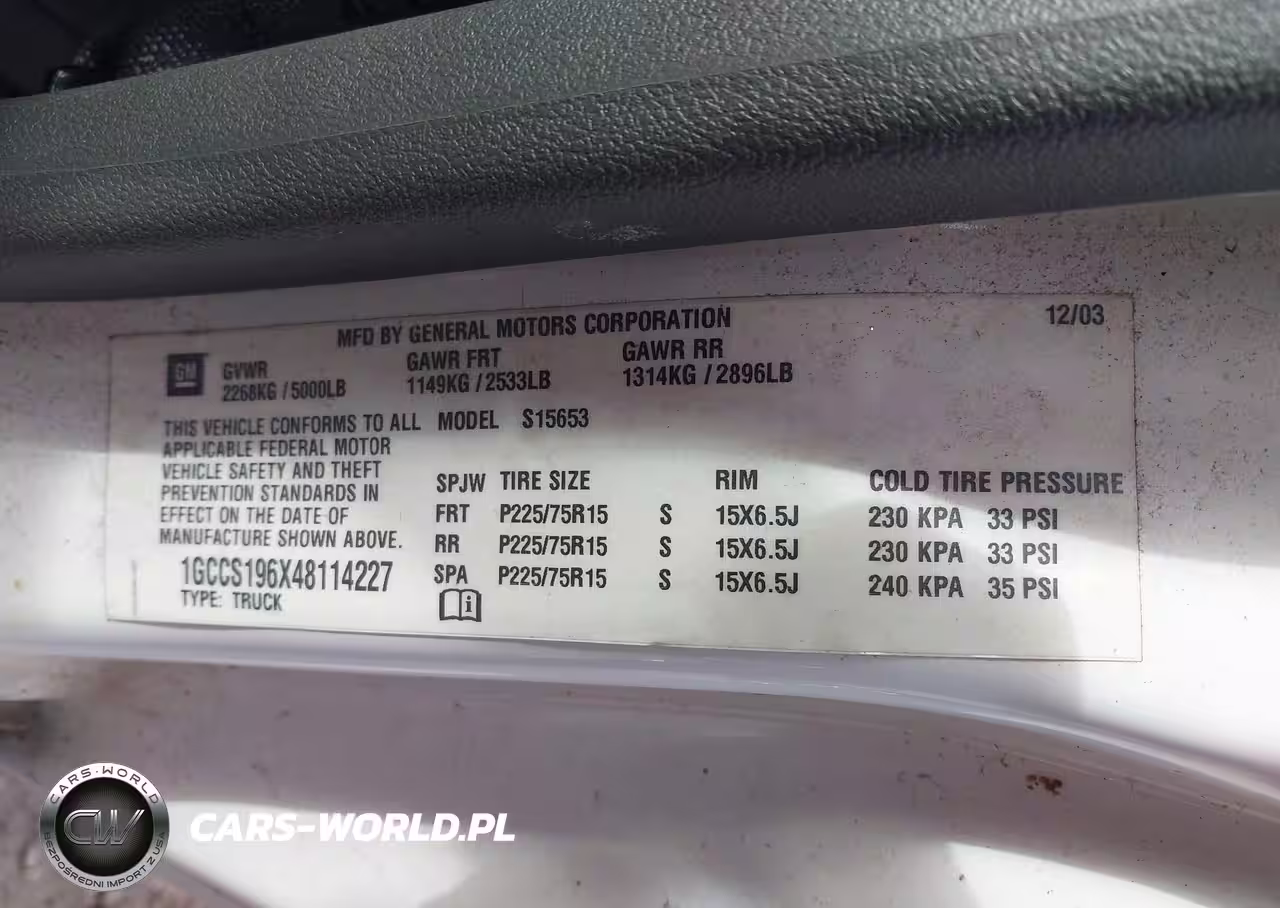 MFD BY GENERAL MOTORS CORPORATION 12/03
GM
GVWR GAWR FRT GAWR RR
2268KG / 5000LB 1149KG / 2533LB 1314KG / 2896LB
THIS VEHICLE CONFORMS TO ALL
APPLICABLE FEDERAL MOTOR
VEHICLE SAFETY AND THEFT
PREVENTION STANDARDS IN
EFFECT ON THE DATE OF
MANUFACTURE SHOWN ABOVE.
1GCCS196X48114227
TYPE: TRUCK
MODEL S15653
SPJW TIRE SIZE RIM COLD TIRE PRESSURE
FRT P225/75R15 S 15X6.5J 230 KPA 33 PSI
RR P225/75R15 S 15X6.5J 230 KPA 33 PSI
SPA P225/75R15 S 15X6.5J 240 KPA 35 PSI
i
CARS-WORLD
CW
BEZPOŚREDNI IMPORT Z USA
CARS-WORLD.PL